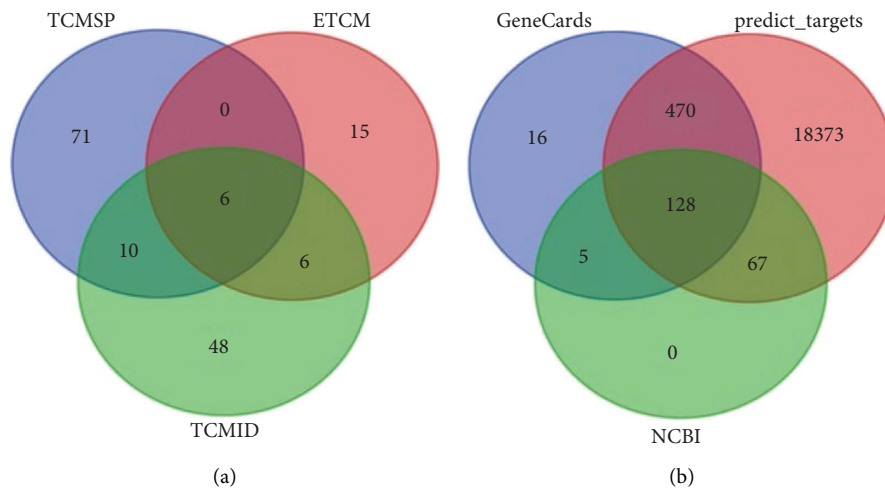 TCMSP ETCM
0
71 15
6
10 6
48
TCMID
(a)
GeneCards predict_targets
470
16 18373
128
5 67
0
NCBI
(b)